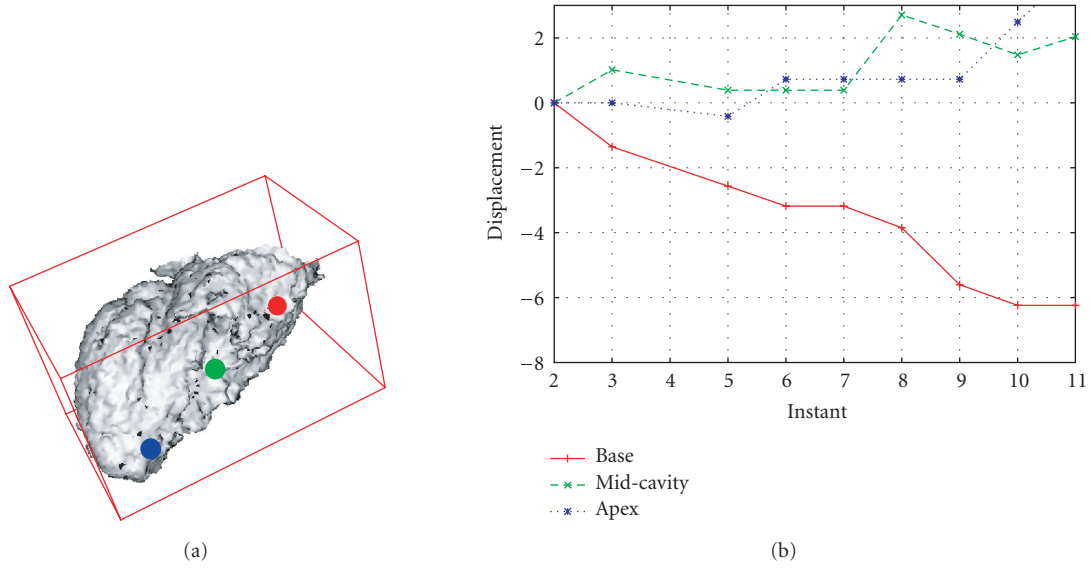 2
0
−2
−4
−6
−8
Displacement
2 3 4 5 6 7 8 9 10 11
Instant
Base
Mid-cavity
Apex
(a) (b)